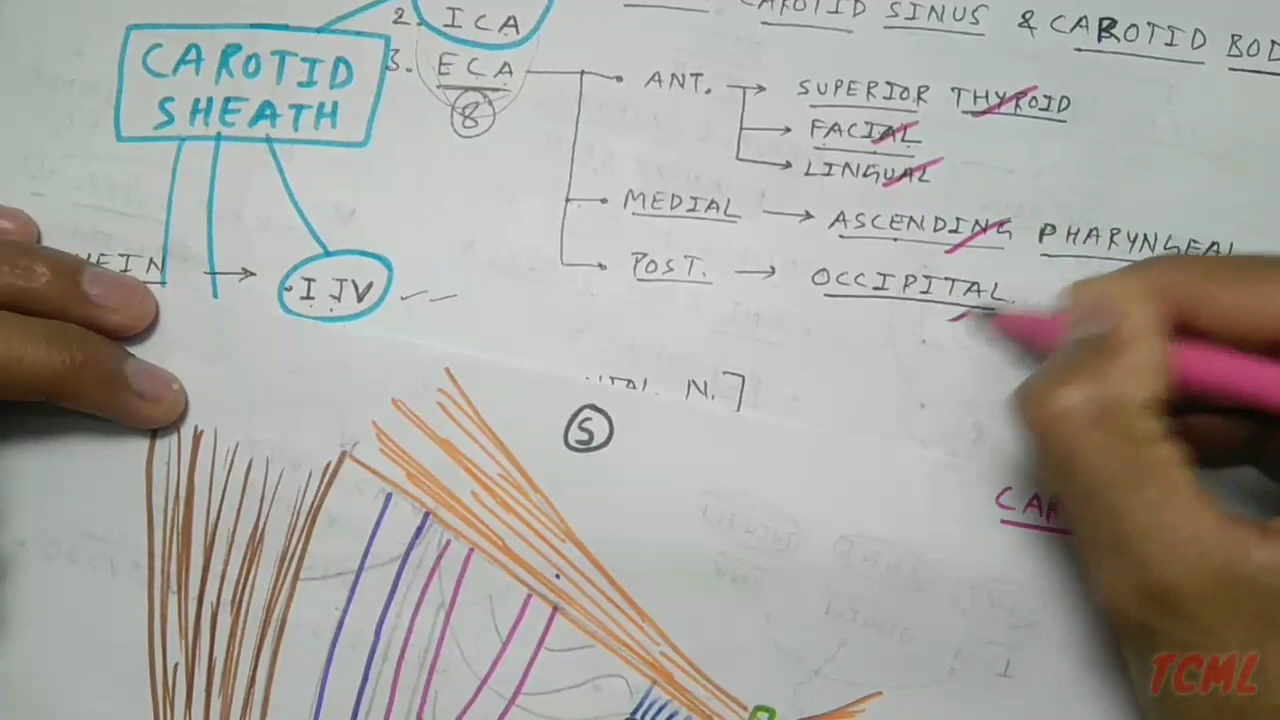 CAROTID SINUS & CAROTID BOD
2. ICA
CAROTID SHEATH
3. ECA
8
ANT. → SUPERIOR THYROID
→ FACIAL
→ LINGUAL
MEDIAL → ASCENDING PHARYNGEAL
POST. → OCCIPITAL
VEIN → IJV
N.]
5
CAR
TCML